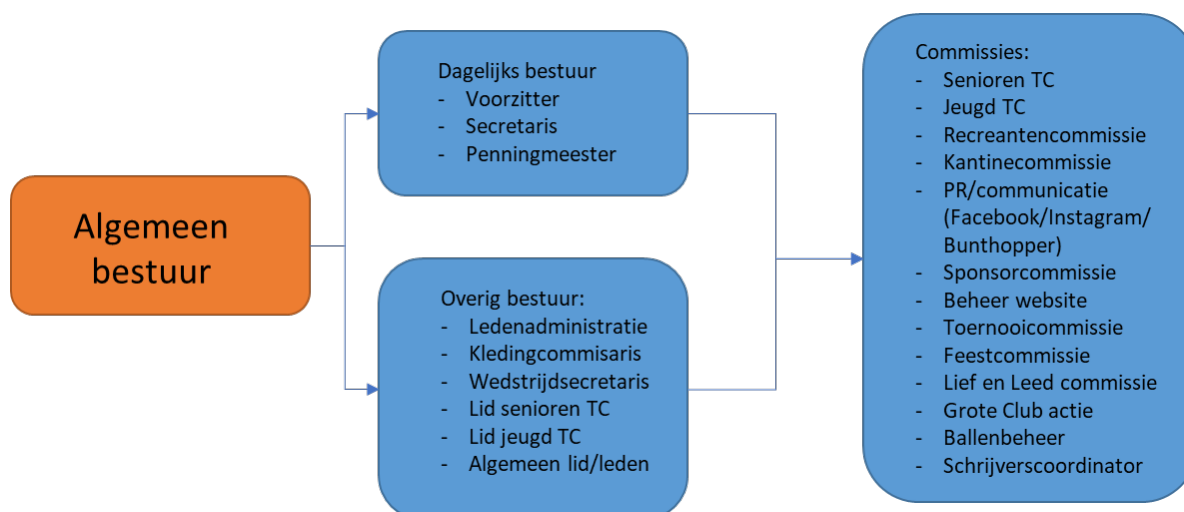 Algemeen
bestuur
Dagelijks bestuur
- Voorzitter
- Secretaris
- Penningmeester
Overig bestuur:
- Ledenadministratie
- Kledingcommisaris
- Wedstrijdsecretaris
- Lid senioren TC
- Lid jeugd TC
- Algemeen lid/leden
Commissies:
- Senioren TC
- Jeugd TC
- Recreantencommissie
- Kantinecommissie
- PR/communicatie
(Facebook/Instagram/
Bunthopper)
- Sponsorcommissie
- Beheer website
- Toernooicommissie
- Feestcommissie
- Lief en Leed commissie
- Grote Club actie
- Ballenbeheer
- Schrijverscoordinator